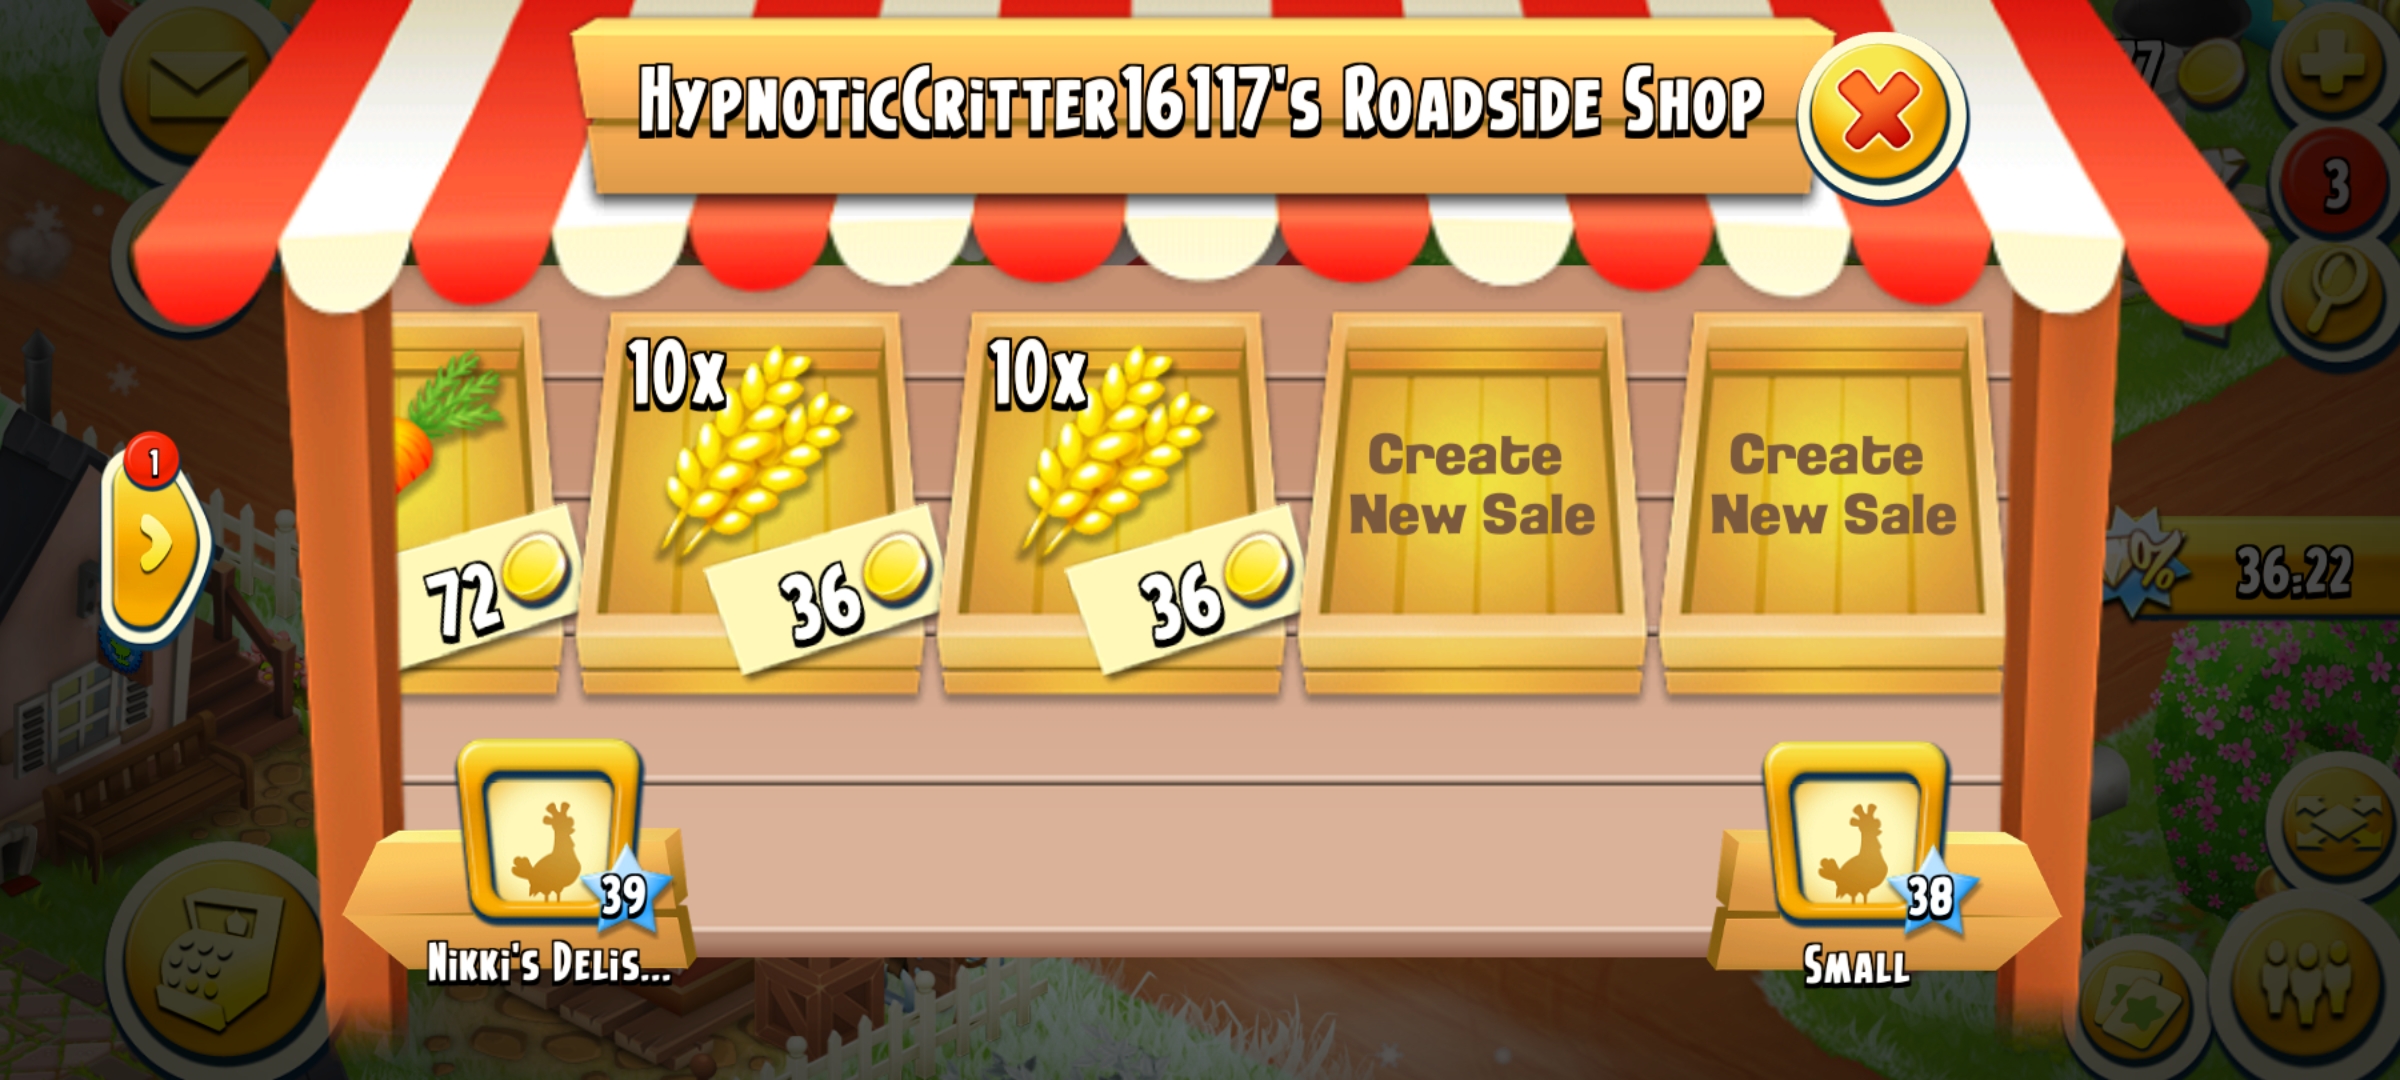 HypnoticCritter16117's Roadside Shop
3
1
10x
10x
72
36
36
Create
New Sale
Create
New Sale
36:22
39
Nikki's Delis...
38
Small